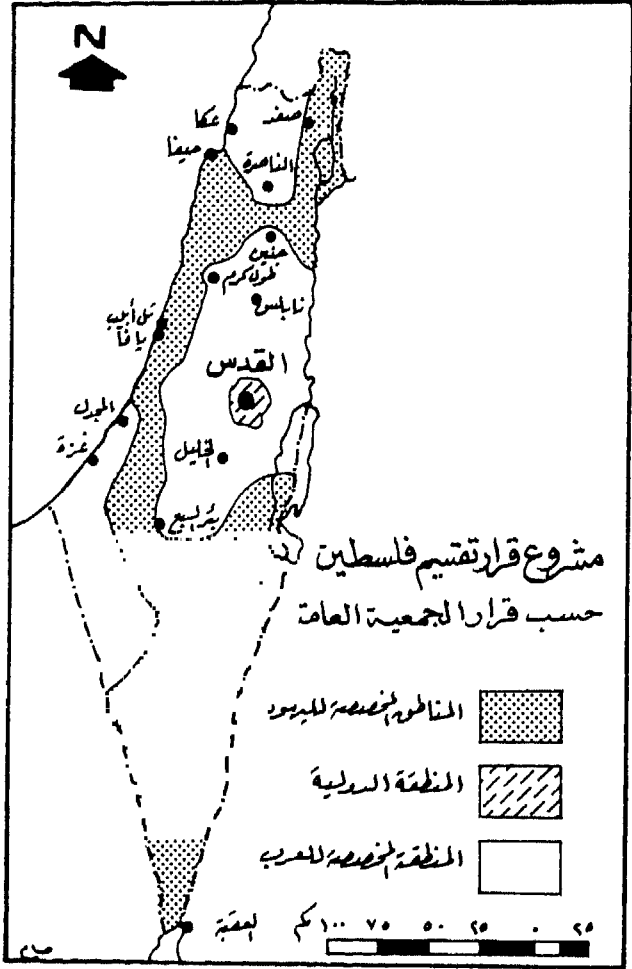 N
عكا
صفد
حيفا
الناصرة
جنين
طول كرم
نابلس
تل أبيب
يافا
القدس
المجدل
غزة
الخليل
بئر السبع
مشروع قرار تقسيم فلسطين
حسب قرار الجمعية العامة
المناطق المخصصة لليهود
المنطقة الدولية
المنطقة المخصصة للعرب
العقبة
كم ١٠٠ ٧٥ ٥٠ ٢٥ ٠ ٢٥